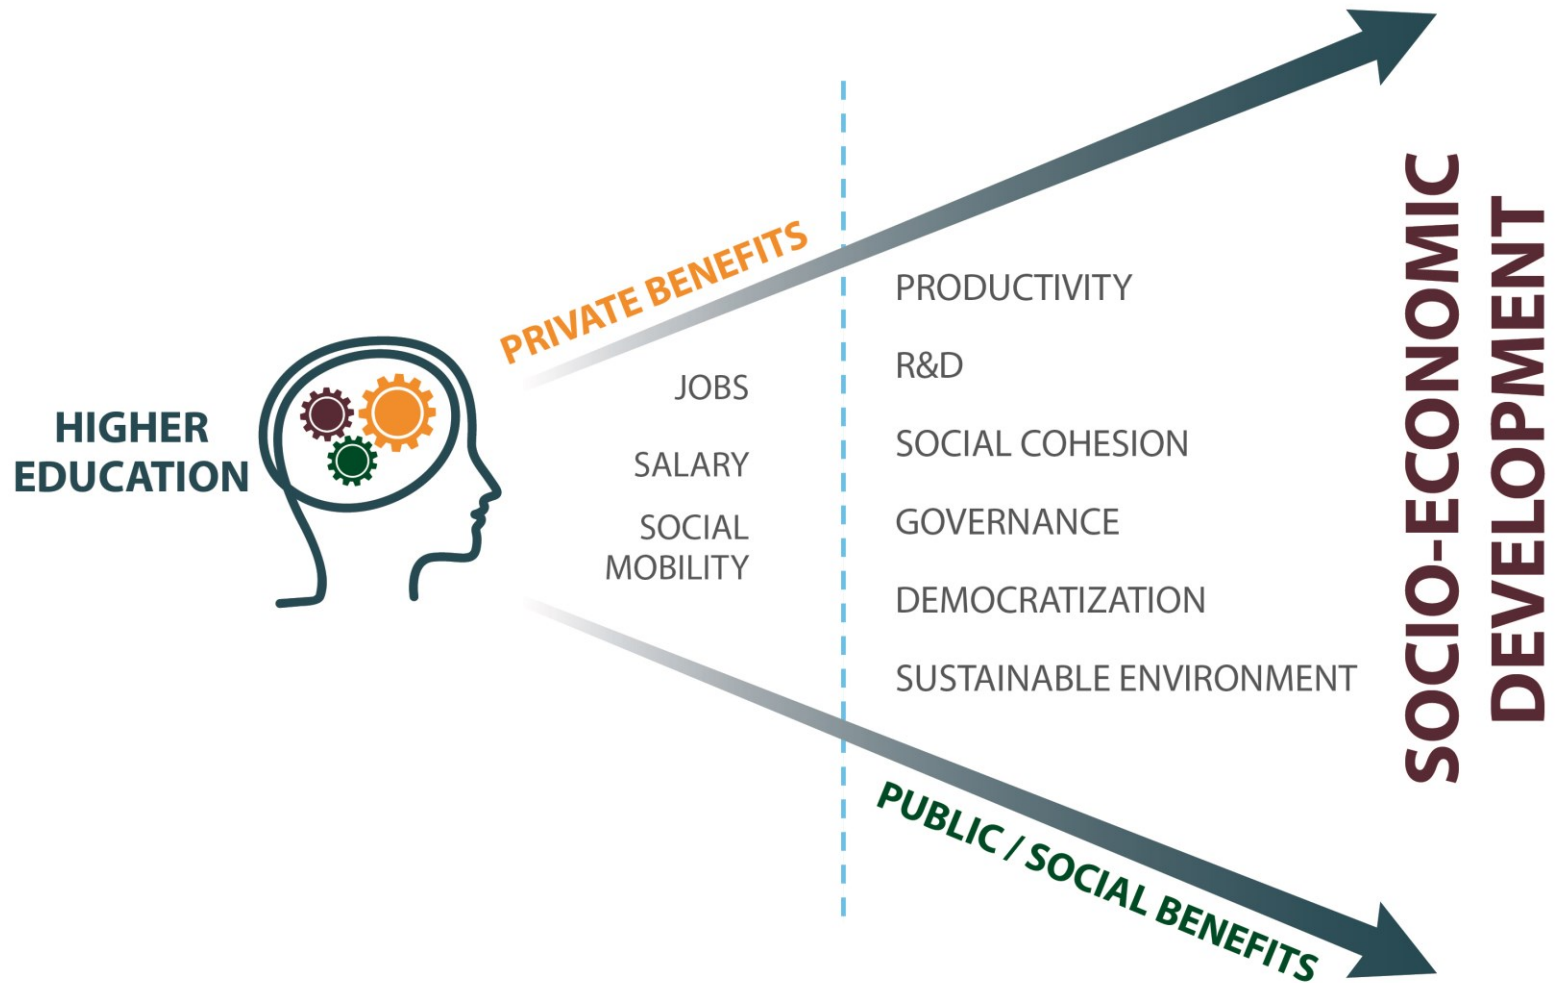 HIGHER
EDUCATION
PRIVATE BENEFITS
JOBS
SALARY
SOCIAL
MOBILITY
PRODUCTIVITY
R&D
SOCIAL COHESION
GOVERNANCE
DEMOCRATIZATION
SUSTAINABLE ENVIRONMENT
PUBLIC / SOCIAL BENEFITS
SOCIO-ECONOMIC
DEVELOPMENT